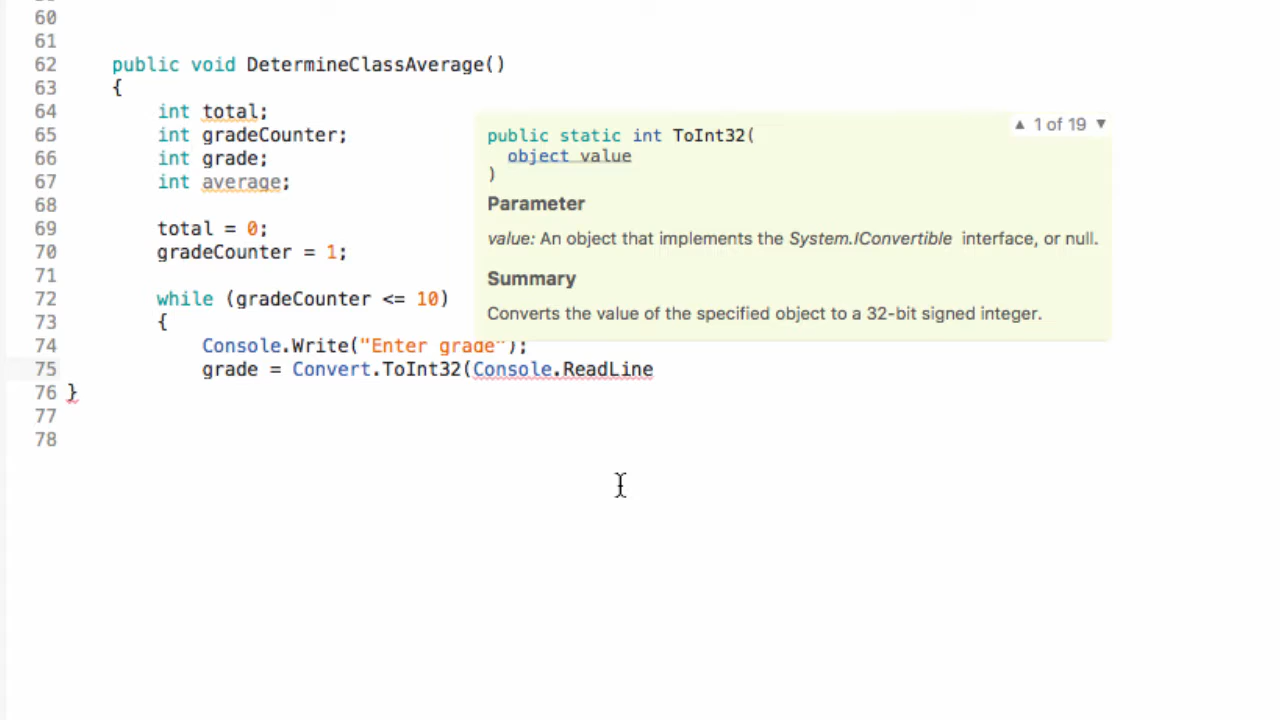 60
61
62 public void DetermineClassAverage()
63 {
64 int total;
65 int gradeCounter;
66 int grade;
67 int average;
68
69 total = 0;
70 gradeCounter = 1;
71
72 while (gradeCounter <= 10)
73 {
74 Console.Write("Enter grade");
75 grade = Convert.ToInt32(Console.ReadLine
76 }
77
78
▲ 1 of 19 ▼
public static int ToInt32(
object value
)
Parameter
value: An object that implements the System.IConvertible interface, or null.
Summary
Converts the value of the specified object to a 32-bit signed integer.